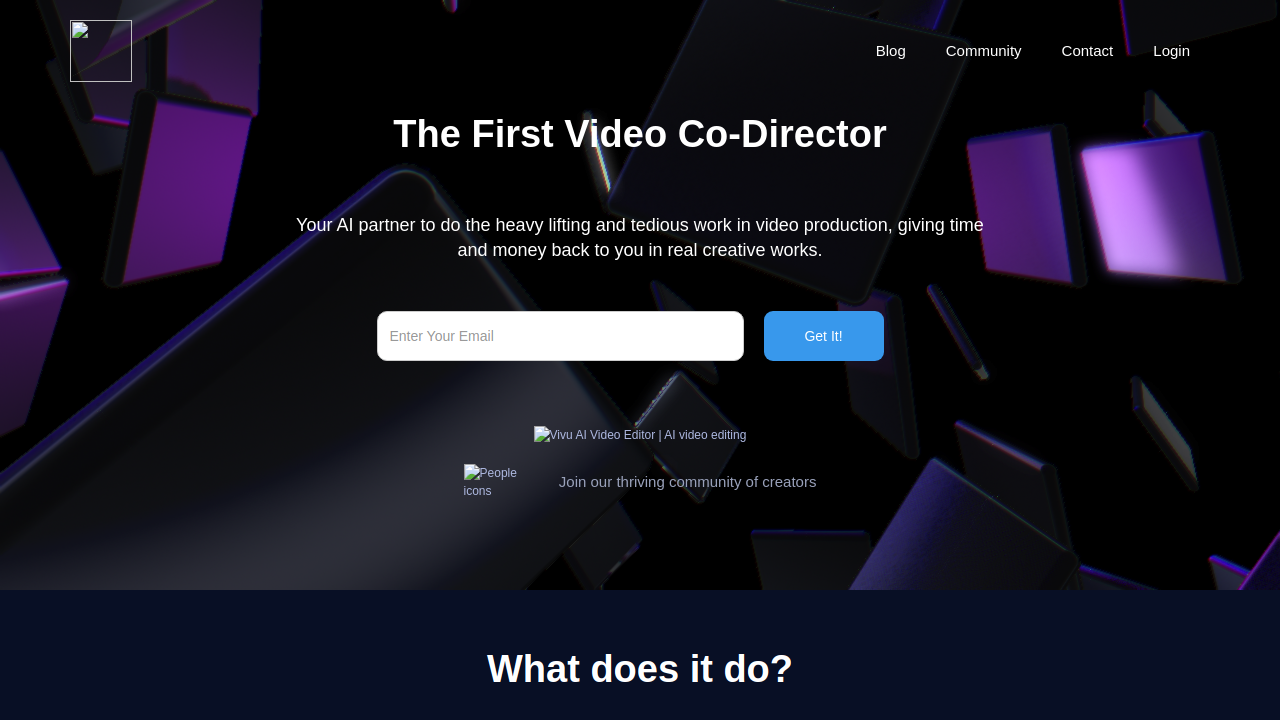 Blog
Community
Contact
Login
The First Video Co-Director
Your AI partner to do the heavy lifting and tedious work in video production, giving time
and money back to you in real creative works.
Enter Your Email
Get It!
Vivu AI Video Editor | AI video editing
People
icons
Join our thriving community of creators
What does it do?